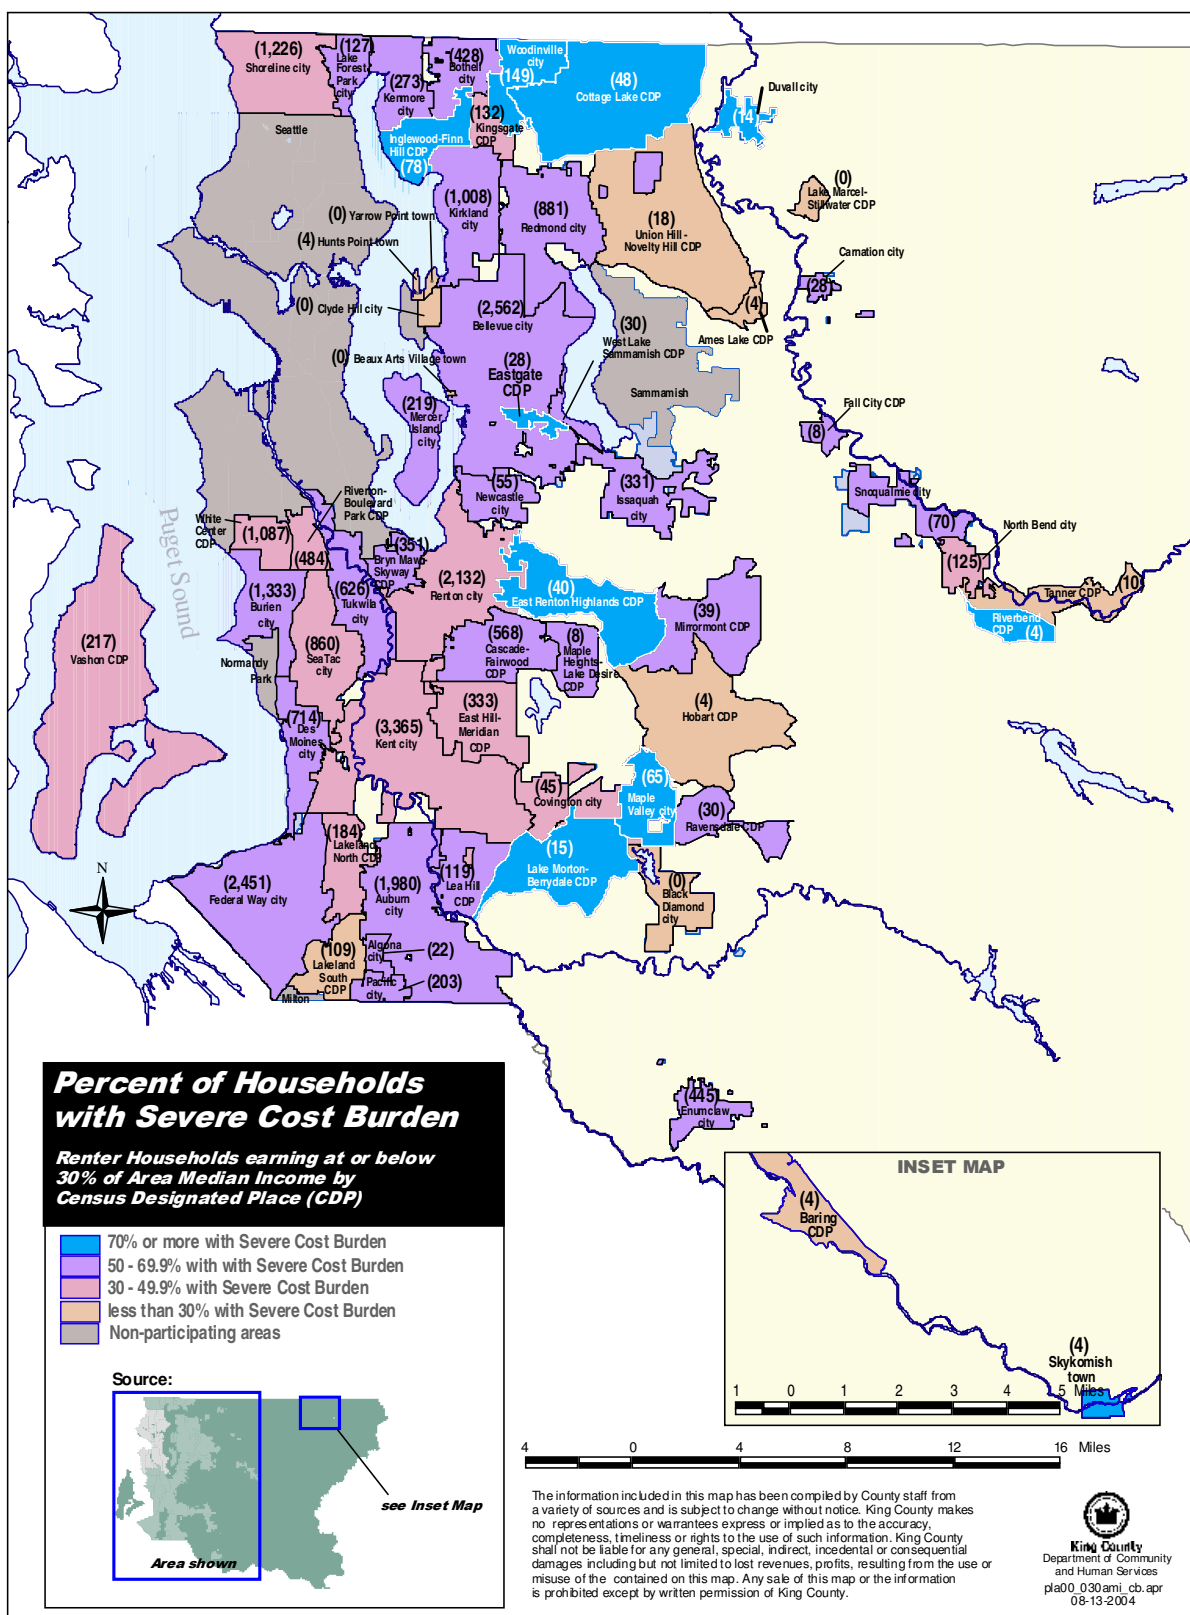 (1,226)
Shoreline city
(127)
Lake
Forest
Park
city
(273)
Kenmore
city
(428)
Bothell
city
Woodinville
city
(149)
(48)
Cottage Lake CDP
Duvall city
(14)
(132)
Kingsgate
CDP
Seattle
Inglewood-Finn
Hill CDP
(78)
(0)
Lake Marcel-
Stillwater CDP
(1,008)
Kirkland
city
(881)
Redmond city
(18)
Union Hill -
Novelty Hill CDP
(0) Yarrow Point town
(4) Hunts Point town
Carnation city
(28)
(0) Clyde Hill city
(2,562)
Bellevue city
(4)
Ames Lake CDP
(30)
West Lake
Sammamish CDP
(0) Beaux Arts Village town
(28)
Eastgate
CDP
Sammamish
(219)
Mercer
Island
city
Fall City CDP
(8)
(55)
Newcastle
city
(331)
Issaquah
city
Snoqualmie city
(70)
North Bend city
(125)
Riverton-
Boulevard
Park CDP
White
Center
CDP
(1,087)
(484)
(351)
Bryn Mawr-
Skyway
CDP
Puget Sound
(2,132)
Renton city
(40)
East Renton Highlands CDP
(39)
Mirrormont CDP
(10)
Tanner CDP
Riverbend
CDP
(4)
(1,333)
Burien
city
(626)
Tukwila
city
(217)
Vashon CDP
(860)
SeaTac
city
(568)
Cascade-
Fairwood
CDP
(8)
Maple
Heights-
Lake Desire
CDP
Normandy
Park
(4)
Hobart CDP
(714)
Des
Moines
city
(3,365)
Kent city
(333)
East Hill-
Meridian
CDP
(45)
Covington city
(65)
Maple
Valley city
(30)
Ravensdale CDP
(184)
Lakeland
North CDP
(15)
Lake Morton-
Berrydale CDP
(119)
Lea Hill
CDP
N
(2,451)
Federal Way city
(1,980)
Auburn
city
(0)
Black
Diamond
city
(109)
Lakeland
South
CDP
Algona
city
(22)
Pacific
city
(203)
Milton
(445)
Enumclaw
city
Percent of Households
with Severe Cost Burden
Renter Households earning at or below
30% of Area Median Income by
Census Designated Place (CDP)
70% or more with Severe Cost Burden
50 - 69.9% with with Severe Cost Burden
30 - 49.9% with Severe Cost Burden
less than 30% with Severe Cost Burden
Non-participating areas
Source:
see Inset Map
Area shown
INSET MAP
(4)
Baring
CDP
(4)
Skykomish
town
1 0 1 2 3 4 5 Miles
4 0 4 8 12 16 Miles
The information included in this map has been compiled by County staff from
a variety of sources and is subject to change without notice. King County makes
no representations or warrantees express or implied as to the accuracy,
completeness, timeliness or rights to the use of such information. King County
shall not be liable for any general, special, indirect, incedental or consequential
damages including but not limited to lost revenues, profits, resulting from the use or
misuse of the contained on this map. Any sale of this map or the information
is prohibited except by written permission of King County.
King County
Department of Community
and Human Services
pla00_030ami_cb.apr
08-13-2004